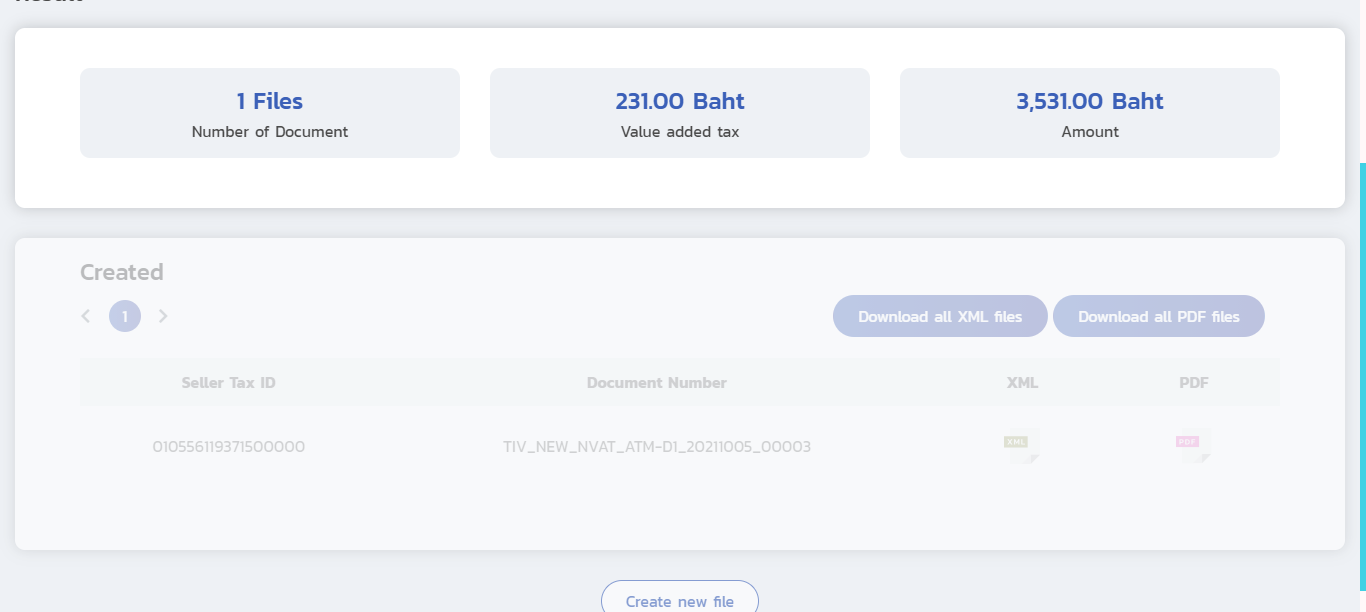 1 Files
Number of Document
231.00 Baht
Value added tax
3,531.00 Baht
Amount
Created
1
Download all XML files
Download all PDF files
Seller Tax ID
Document Number
XML
PDF
010556119371500000
TIV_NEW_NVAT_ATM-D1_20211005_00003
XML
PDF
Create new file